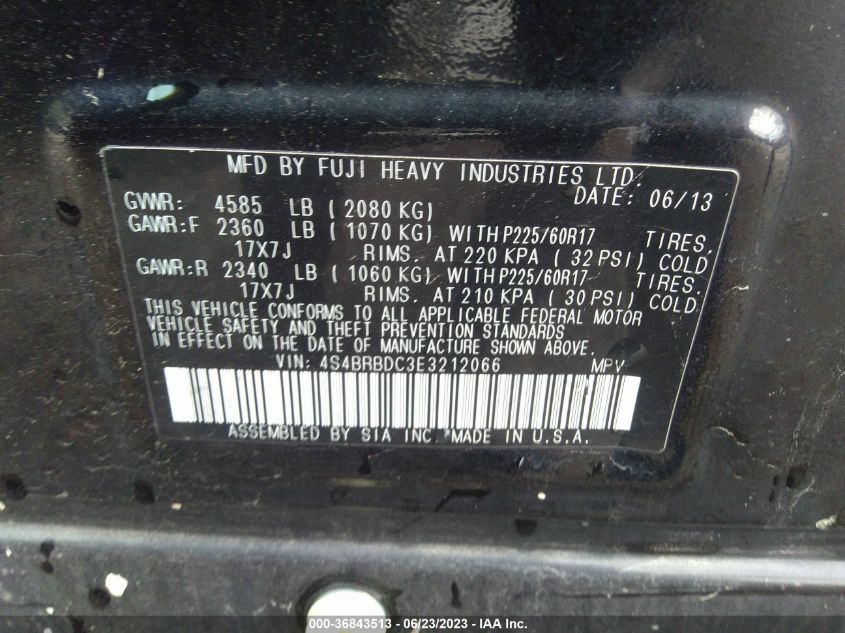 MFD BY FUJI HEAVY INDUSTRIES LTD.
DATE: 06/13
GVWR: 4585 LB ( 2080 KG)
GAWR:F 2360 LB ( 1070 KG) WITH P225/60R17 TIRES.
17X7J RIMS. AT 220 KPA ( 32 PSI) COLD
GAWR:R 2340 LB ( 1060 KG) WITH P225/60R17 TIRES.
17X7J RIMS. AT 210 KPA ( 30 PSI) COLD.
THIS VEHICLE CONFORMS TO ALL APPLICABLE FEDERAL MOTOR
VEHICLE SAFETY AND THEFT PREVENTION STANDARDS
IN EFFECT ON THE DATE OF MANUFACTURE SHOWN ABOVE.
VIN: 4S4BRBDC3E3212066 MPV
ASSEMBLED BY SIA INC. MADE IN U.S.A.
000-36843513 - 06/23/2023 - IAA Inc.